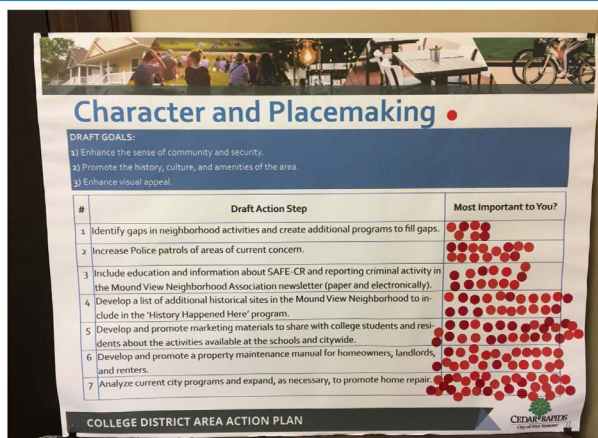 Character and Placemaking
DRAFT GOALS:
1) Enhance the sense of community and security.
2) Promote the history, culture, and amenities of the area.
3) Enhance visual appeal.
# Draft Action Step Most Important to You?
1 Identify gaps in neighborhood activities and create additional programs to fill gaps.
2 Increase Police patrols of areas of current concern.
3 Include education and information about SAFE-CR and reporting criminal activity in
the Mound View Neighborhood Association newsletter (paper and electronically).
4 Develop a list of additional historical sites in the Mound View Neighborhood to in-
clude in the 'History Happened Here' program.
5 Develop and promote marketing materials to share with college students and resi-
dents about the activities available at the schools and citywide.
6 Develop and promote a property maintenance manual for homeowners, landlords,
and renters.
7 Analyze current city programs and expand, as necessary, to promote home repair.
COLLEGE DISTRICT AREA ACTION PLAN
CEDAR RAPIDS
City of Five Seasons